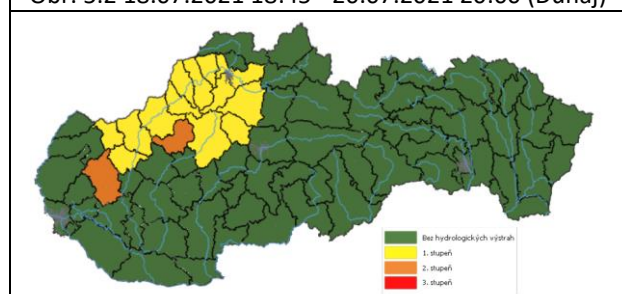 Obr. 5.2 18.07.2021 18:45 - 20.07.2021 20:00 (Dunaj)
Bez hydrologických výstrah
1. stupeň
2. stupeň
3. stupeň